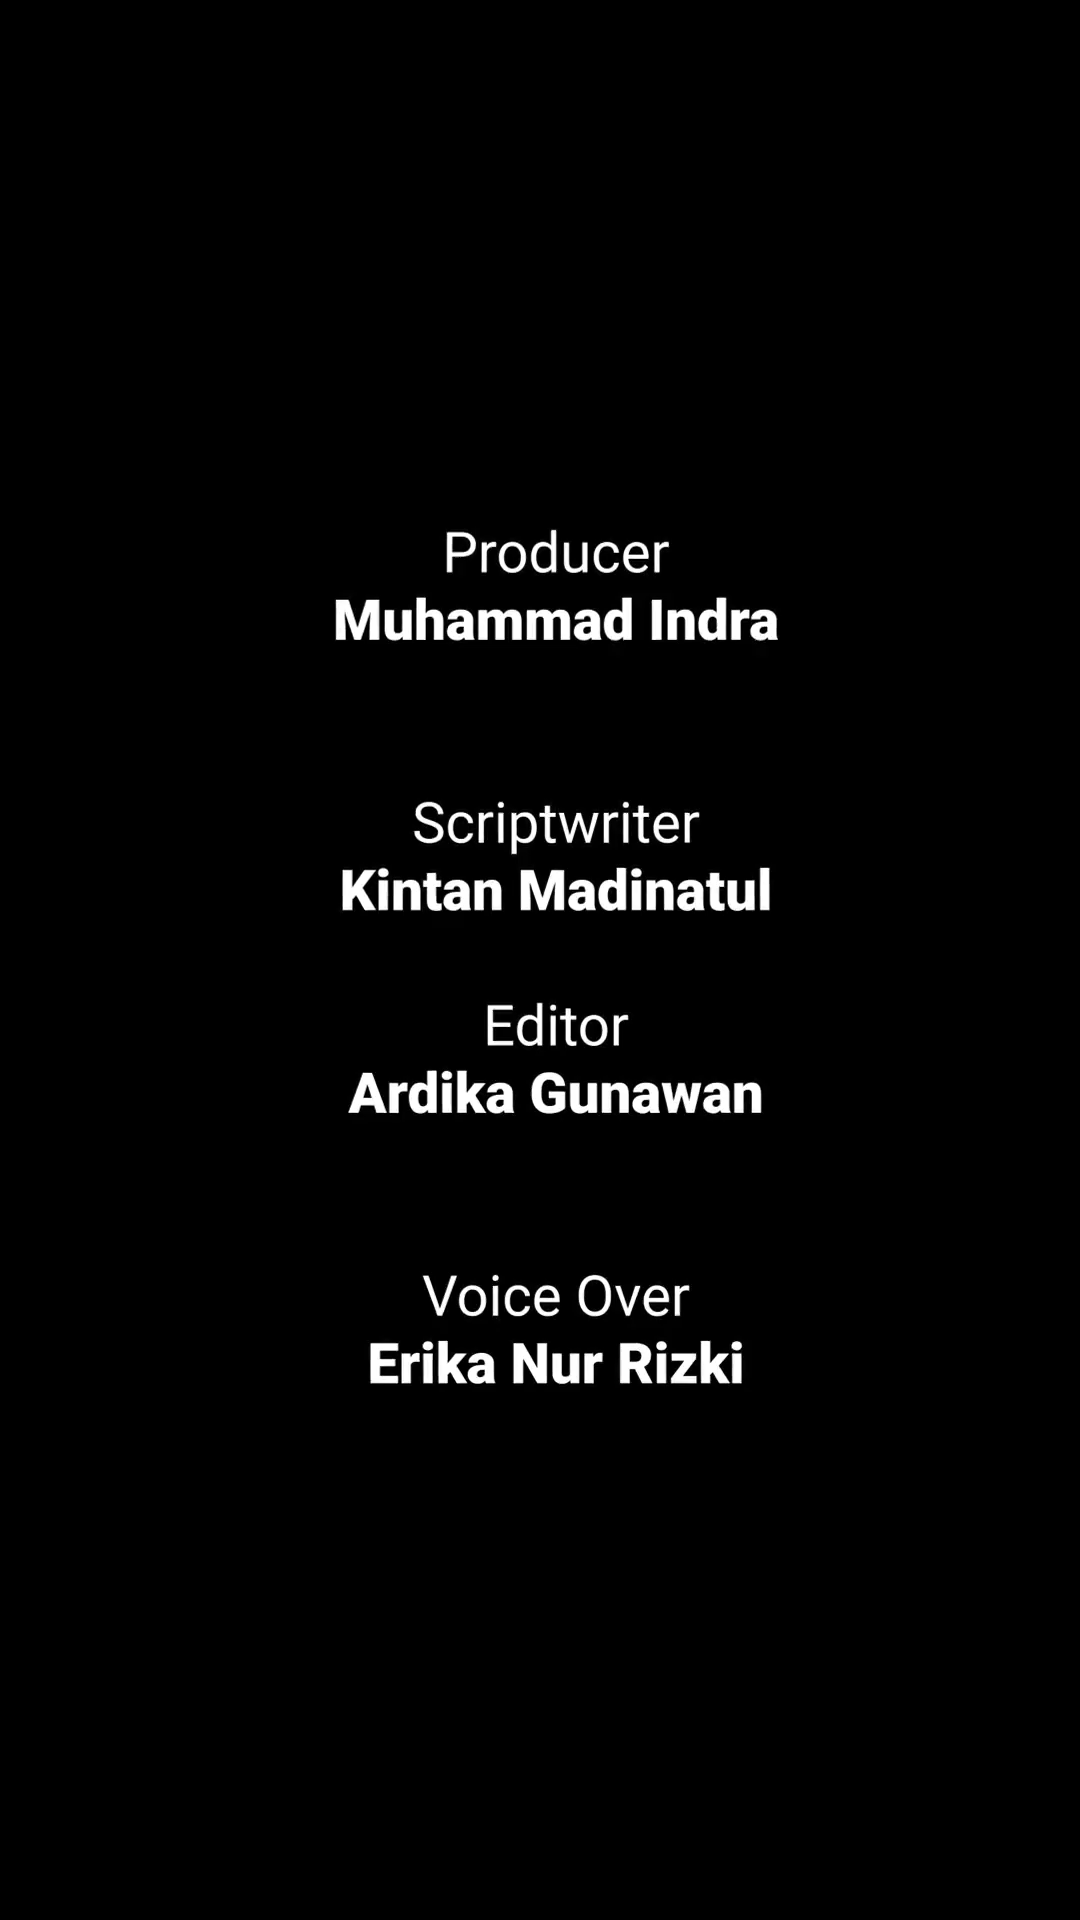 Producer
Muhammad Indra
Scriptwriter
Kintan Madinatul
Editor
Ardika Gunawan
Voice Over
Erika Nur Rizki